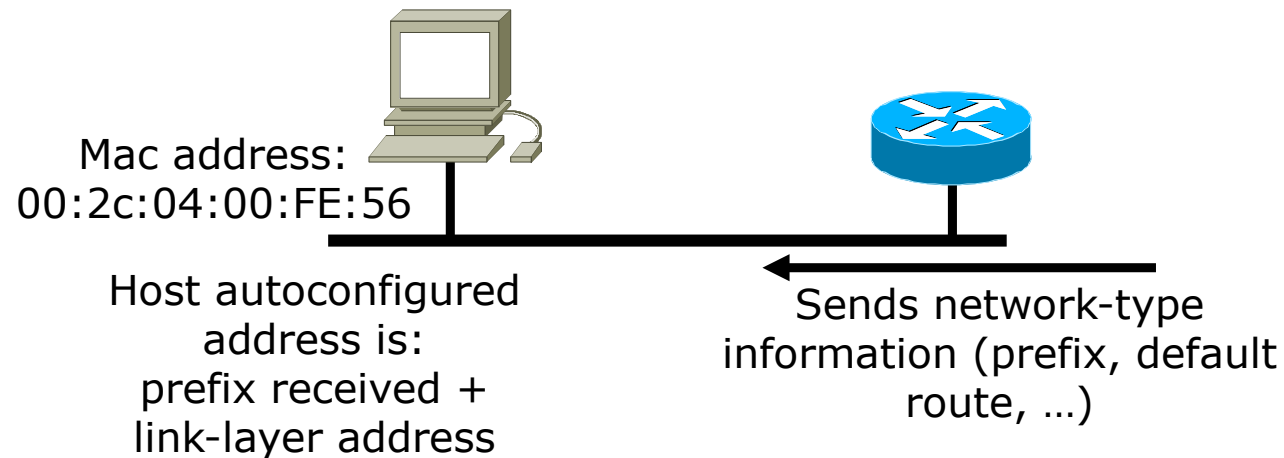 Mac address:
00:2c:04:00:FE:56
Host autoconfigured
address is:
prefix received +
link-layer address
Sends network-type
information (prefix, default
route, …)